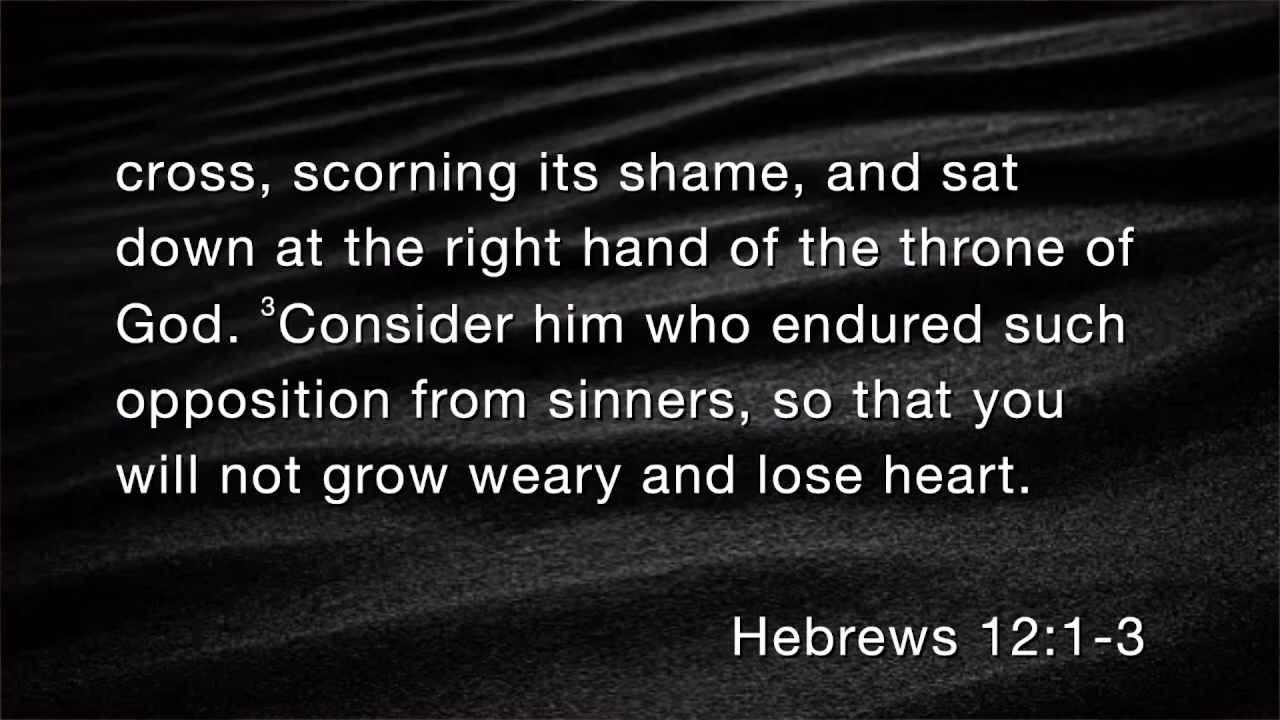 cross, scorning its shame, and sat
down at the right hand of the throne of
God. ³Consider him who endured such
opposition from sinners, so that you
will not grow weary and lose heart.
Hebrews 12:1-3